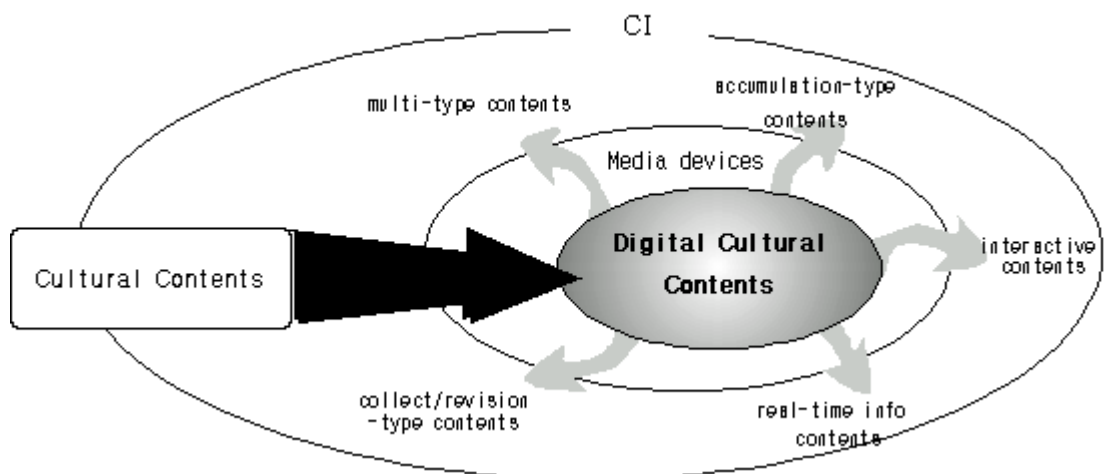 CI
multi-type contents
accumulation-type
contents
Media devices
Digital Cultural
Contents
interactive
contents
Cultural Contents
collect/revision
-type contents
real-time info
contents